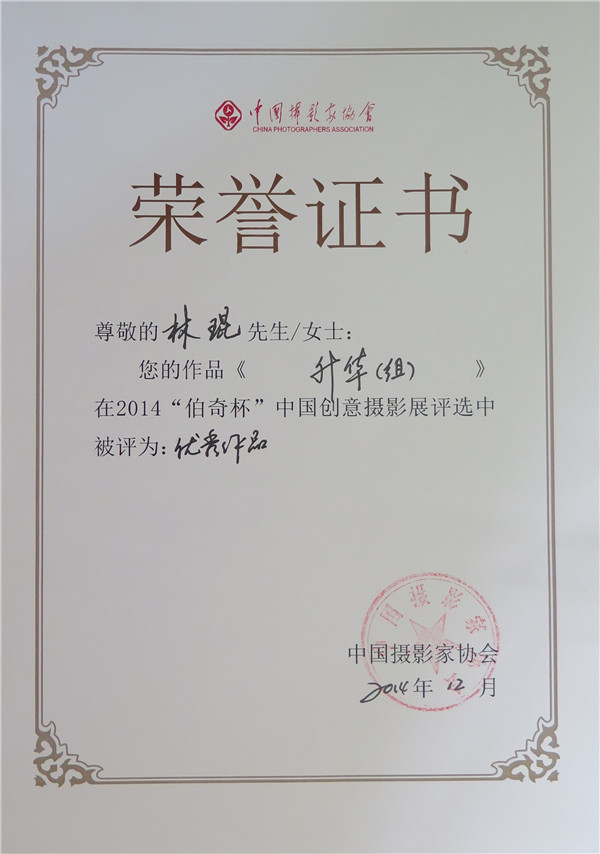 中国摄影家协會
CHINA PHOTOGRAPHERS ASSOCIATION
荣誉证书
尊敬的 林琨 先生/女士：
您的作品《 升华(组) 》
在2014“伯奇杯”中国创意摄影展评选中
被评为：优秀作品
中国摄影家协会
2014年 12 月